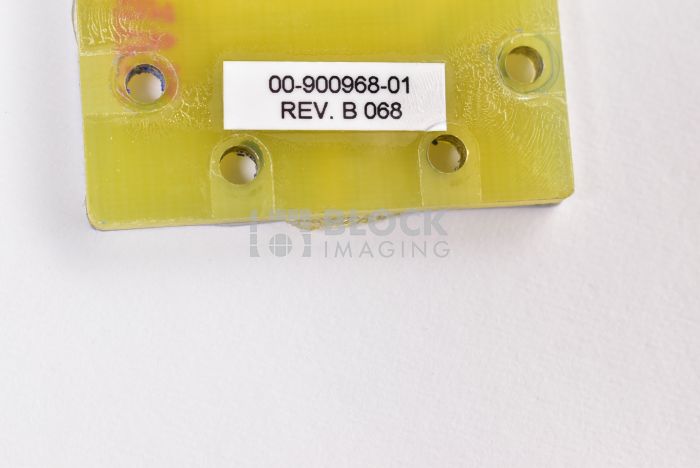 00-900968-01
REV. B 068
BLOCK
IMAGING